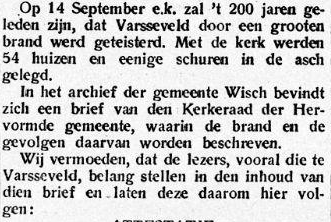 Op 14 September e.k. zal 't 200 jaren ge-
leden zijn, dat Varsseveld door een grooten
brand werd geteisterd. Met de kerk werden
54 huizen en eenige schuren in de asch
gelegd.
In het archief der gemeente Wisch bevindt
zich een brief van den Kerkeraad der Her-
vormde gemeente, waarin de brand en de
gevolgen daarvan worden beschreven.
Wij vermoeden, dat de lezers, vooral die te
Varsseveld, belang stellen in den inhoud van
dien brief en laten deze daarom hier vol-
gen: